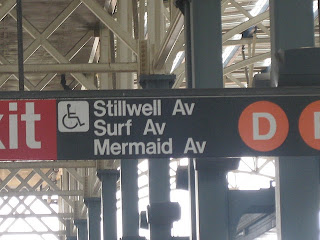 xit
Stillwell Av
Surf Av
Mermaid Av
D